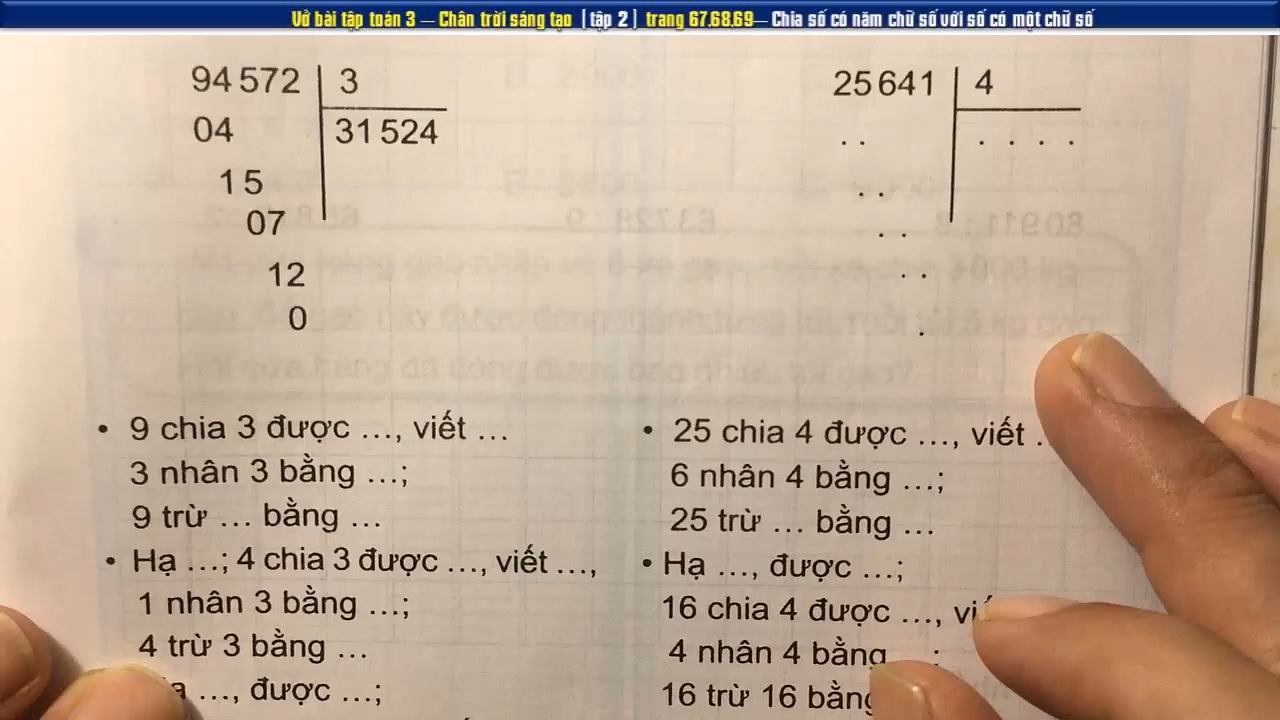 Vở bài tập toán 3 – Chân trời sáng tạo (tập 2) trang 67,68,69– Chia số có năm chữ số với số có một chữ số
94 572 3
04 31 524
15
07
12
0
25 641 4
. . . . . .
. .
. .
. .
.
• 9 chia 3 được ..., viết ...
3 nhân 3 bằng ...;
9 trừ ... bằng ...
• Hạ ...; 4 chia 3 được ..., viết ...,
1 nhân 3 bằng ...;
4 trừ 3 bằng ...
..., được ...;
• 25 chia 4 được ..., viết .
6 nhân 4 bằng ...;
25 trừ ... bằng ...
• Hạ ..., được ...;
16 chia 4 được ...,
4 nhân 4 bằng ;
16 trừ 16 bằng